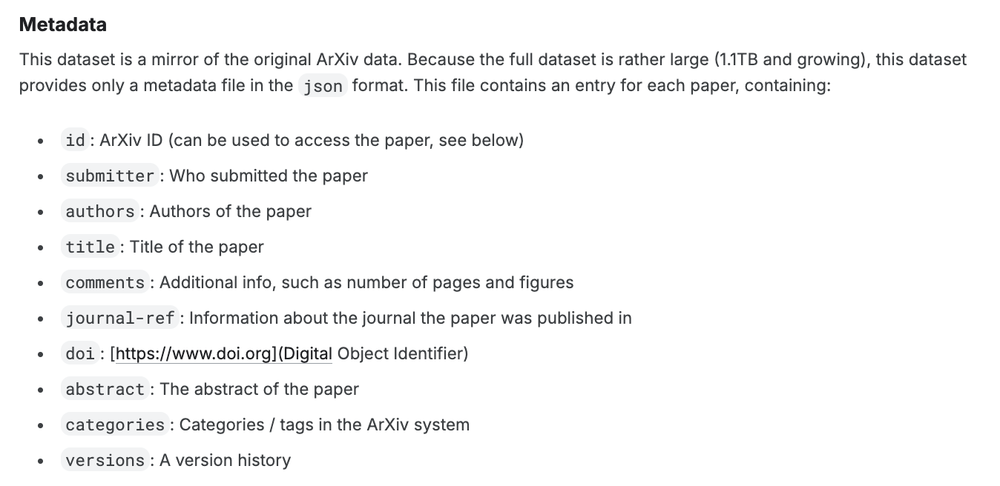 Metadata
This dataset is a mirror of the original ArXiv data. Because the full dataset is rather large (1.1TB and growing), this dataset
provides only a metadata file in the json format. This file contains an entry for each paper, containing:
• id: ArXiv ID (can be used to access the paper, see below)
• submitter: Who submitted the paper
• authors: Authors of the paper
• title: Title of the paper
• comments: Additional info, such as number of pages and figures
• journal-ref: Information about the journal the paper was published in
• doi: [https://www.doi.org](Digital Object Identifier)
• abstract: The abstract of the paper
• categories: Categories / tags in the ArXiv system
• versions: A version history